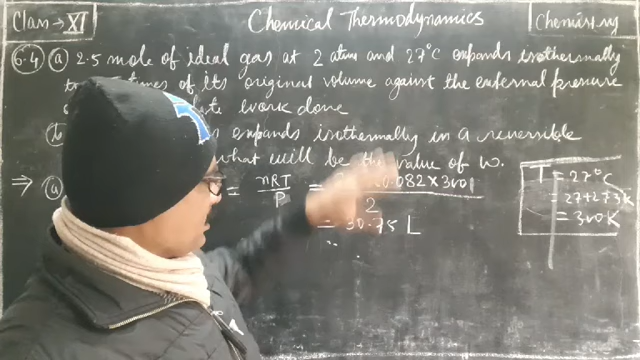 Class → XI
Chemical Thermodynamics
Chemistry
6.4 (a) 2.5 mole of ideal gas at 2 atm and 27°C expands isothermally
times of its original volume against the external pressure
work done
expands isothermally in a reversible
what will be the value of w.
⇒ (a) = nRT/P = 0.082 × 300 / 2
= 30.75 L
T = 27°C
= 27+273 K
= 300 K